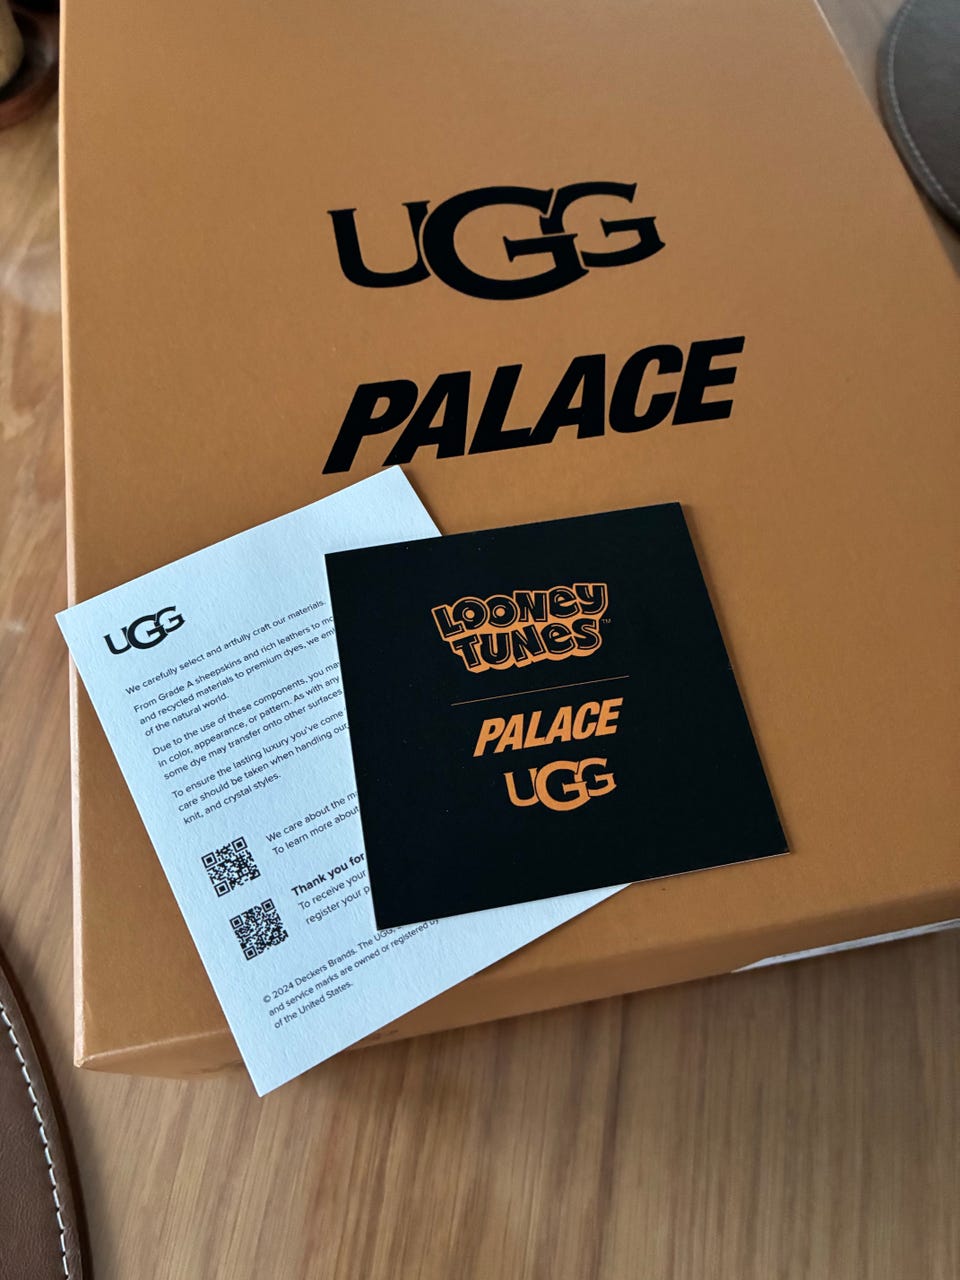 UGG
PALACE
UGG
We carefully select and artfully craft our materials.
From Grade A sheepskins and rich leathers to
and recycled materials to premium dyes, we
of the natural world.
Due to the use of these components, you
in color, appearance, or pattern. As with any
some dye may transfer onto other surfaces
To ensure the lasting luxury you've come
care should be taken when handling our
knit, and crystal styles.
We care about the
To learn more about
Thank you for
To receive your
register your
© 2024 Deckers Brands. The UGG,
and service marks are owned or registered by
of the United States.
LOONEY
TUNES™
PALACE
UGG